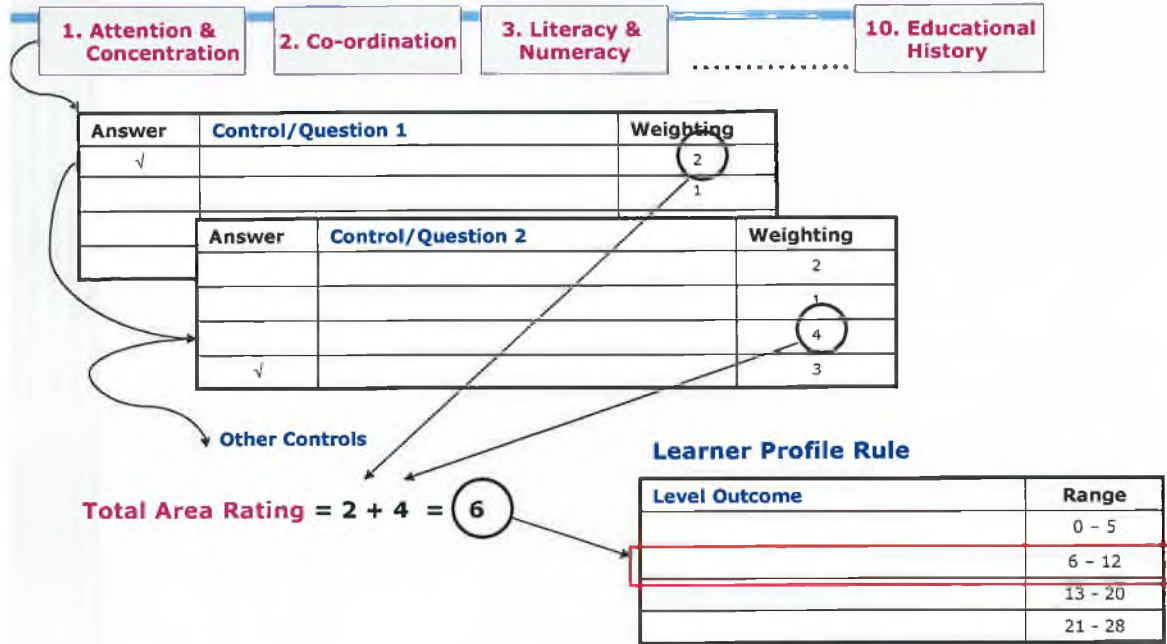 1. Attention &
Concentration
2. Co-ordination
3. Literacy &
Numeracy
..................
10. Educational
History
Answer Control/Question 1 Weighting
√ 2
1
Answer Control/Question 2 Weighting
2
1
4
√ 3
Other Controls
Total Area Rating = 2 + 4 = 6
Learner Profile Rule
Level Outcome Range
0 – 5
6 – 12
13 - 20
21 - 28